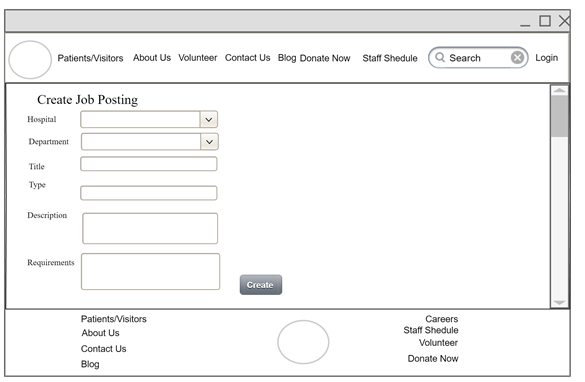 Patients/Visitors About Us Volunteer Contact Us Blog Donate Now Staff Shedule Search Login
Create Job Posting
Hospital
Department
Title
Type
Description
Requirements
Create
Patients/Visitors
About Us
Contact Us
Blog
Careers
Staff Shedule
Volunteer
Donate Now